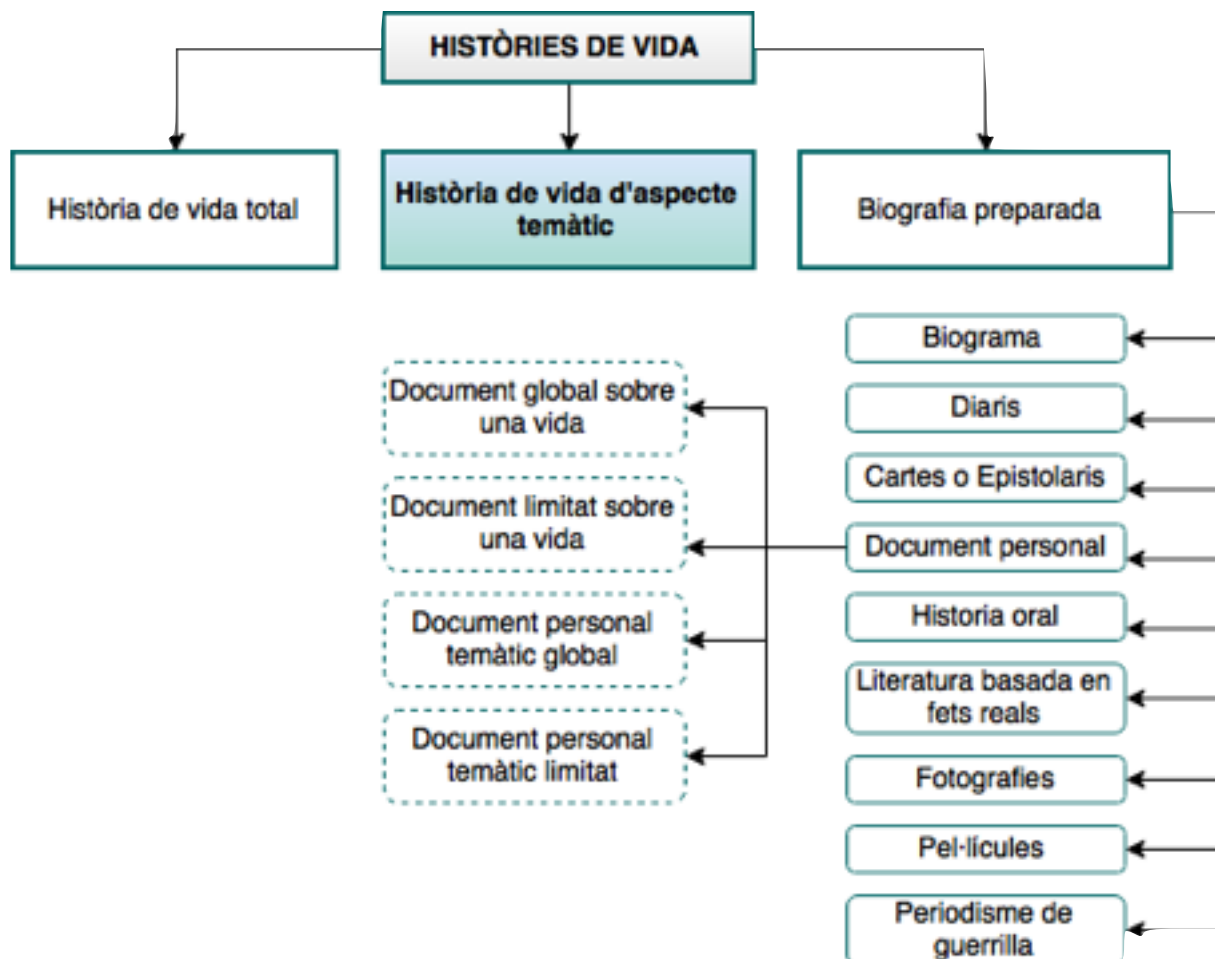 HISTÒRIES DE VIDA
Història de vida total
Història de vida d'aspecte
temàtic
Biografia preparada
Biograma
Diaris
Cartes o Epistolaris
Document personal
Historia oral
Literatura basada en
fets reals
Fotografies
Pel·lícules
Periodisme de
guerrilla
Document global sobre
una vida
Document limitat sobre
una vida
Document personal
temàtic global
Document personal
temàtic limitat